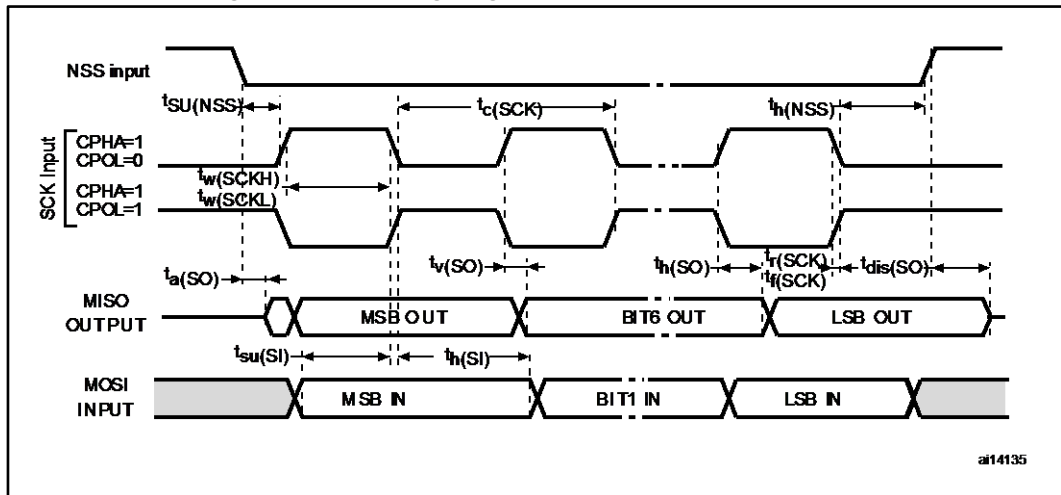 NSS input
tSU(NSS)
tc(SCK)
th(NSS)
SCK Input
CPHA=1
CPOL=0
tw(SCKH)
CPHA=1
tw(SCKL)
CPOL=1
ta(SO)
tv(SO)
th(SO)
tr(SCK)
tf(SCK)
tdis(SO)
MISO
OUTPUT
MSB OUT
BIT6 OUT
LSB OUT
tsu(SI)
th(SI)
MOSI
INPUT
MSB IN
BIT1 IN
LSB IN
ai14135